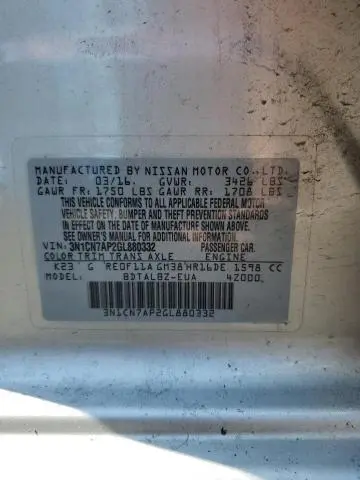 MANUFACTURED BY NISSAN MOTOR CO.,LTD.
DATE: 03/16. GVWR: 3426 LBS
GAWR FR: 1750 LBS GAWR RR: 1708 LBS
THIS VEHICLE CONFORMS TO ALL APPLICABLE FEDERAL MOTOR
VEHICLE SAFETY, BUMPER AND THEFT PREVENTION STANDARDS
IN EFFECT ON THE DATE OF MANUFACTURE SHOWN ABOVE.
SEE OWNER'S MANUAL FOR ADDITIONAL INFORMATION.
VIN: 3N1CN7AP2GL880332 PASSENGER CAR.
COLOR TRIM TRANS AXLE ENGINE
K23 G RE0F11A GM38 HR16DE 1598 CC
MODEL: BDTALBZ-EUA 4Z000.
3N1CN7AP2GL880332